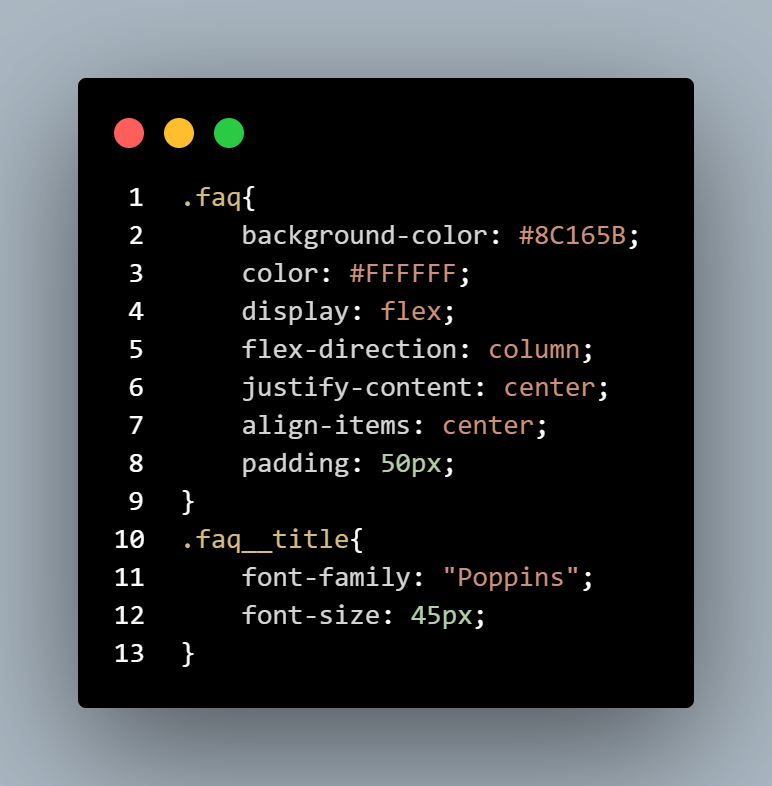 1 .faq{
2     background-color: #8C165B;
3     color: #FFFFFF;
4     display: flex;
5     flex-direction: column;
6     justify-content: center;
7     align-items: center;
8     padding: 50px;
9 }
10 .faq__title{
11     font-family: "Poppins";
12     font-size: 45px;
13 }